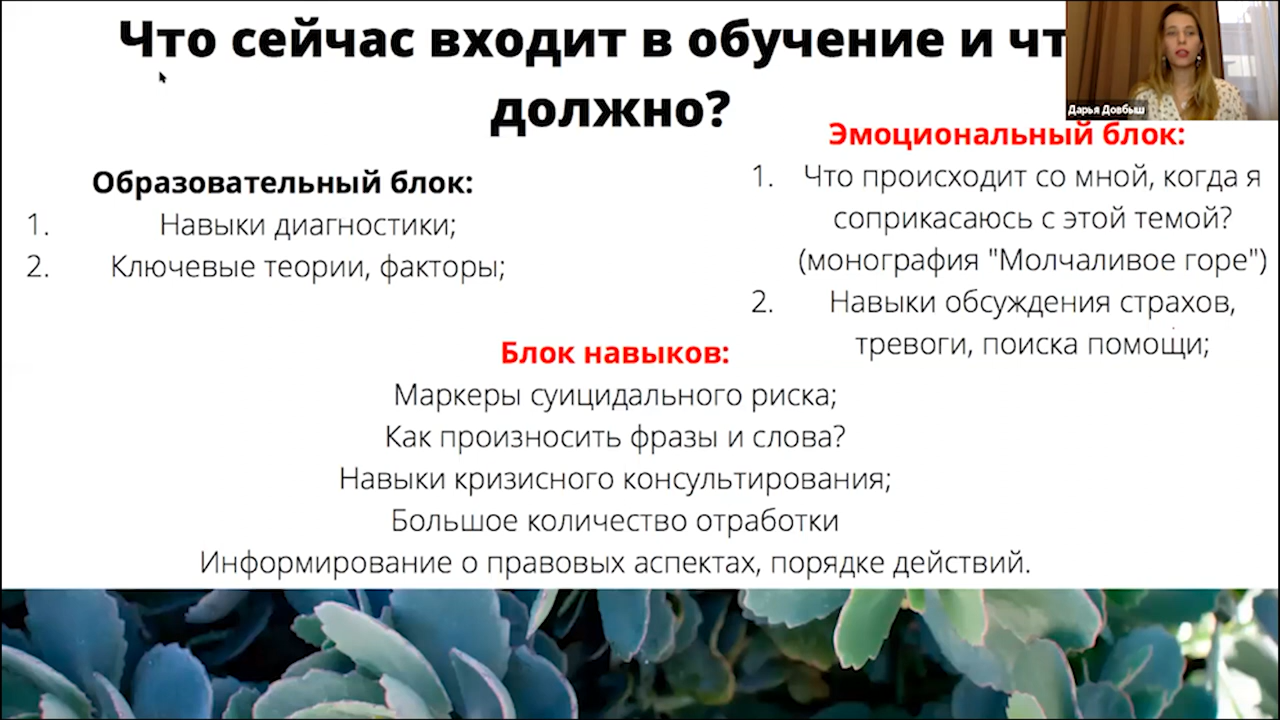 Что сейчас входит в обучение и чт
должно?
Дарья Довбыш
Образовательный блок:
1. Навыки диагностики;
2. Ключевые теории, факторы;
Эмоциональный блок:
1. Что происходит со мной, когда я
соприкасаюсь с этой темой?
(монография "Молчаливое горе")
2. Навыки обсуждения страхов,
тревоги, поиска помощи;
Блок навыков:
Маркеры суицидального риска;
Как произносить фразы и слова?
Навыки кризисного консультирования;
Большое количество отработки
Информирование о правовых аспектах, порядке действий.